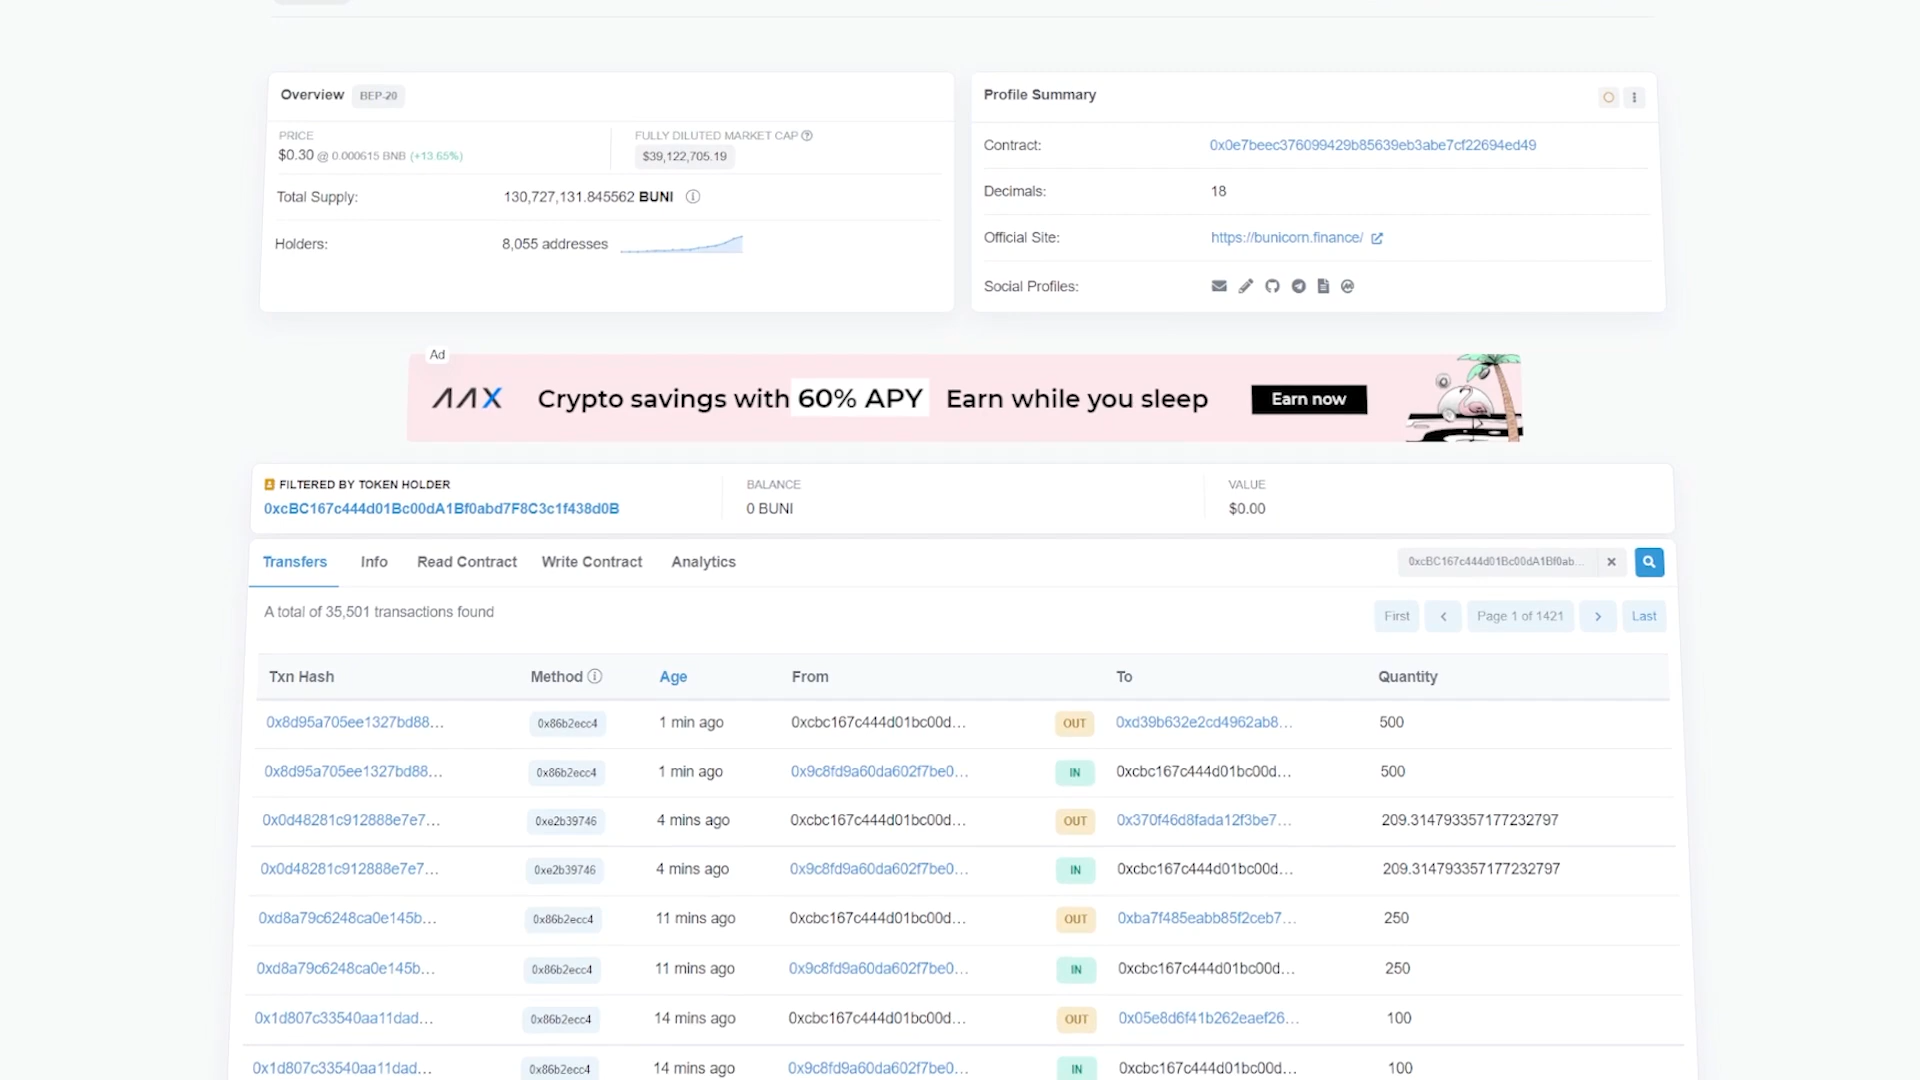 Overview BEP-20
PRICE
$0.30 @ 0.000615 BNB (+13.65%)
FULLY DILUTED MARKET CAP
$39,122,705.19
Total Supply: 130,727,131.845562 BUNI
Holders: 8,055 addresses
Profile Summary
Contract: 0x0e7beec376099429b85639eb3abe7cf22694ed49
Decimals: 18
Official Site: https://bunicorn.finance/
Social Profiles:
Ad
AAX Crypto savings with 60% APY Earn while you sleep Earn now
FILTERED BY TOKEN HOLDER
0xcBC167c444d01Bc00dA1Bf0abd7F8C3c1f438d0B
BALANCE
0 BUNI
VALUE
$0.00
Transfers Info Read Contract Write Contract Analytics
0xcBC167c444d01Bc00dA1Bf0ab...
A total of 35,501 transactions found
First Page 1 of 1421 Last
Txn Hash Method Age From To Quantity
0x8d95a705ee1327bd88... 0x86b2ecc4 1 min ago 0xcbc167c444d01bc00d... OUT 0xd39b632e2cd4962ab8... 500
0x8d95a705ee1327bd88... 0x86b2ecc4 1 min ago 0x9c8fd9a60da602f7be0... IN 0xcbc167c444d01bc00d... 500
0x0d48281c912888e7e7... 0xe2b39746 4 mins ago 0xcbc167c444d01bc00d... OUT 0x370f46d8fada12f3be7... 209.314793357177232797
0x0d48281c912888e7e7... 0xe2b39746 4 mins ago 0x9c8fd9a60da602f7be0... IN 0xcbc167c444d01bc00d... 209.314793357177232797
0xd8a79c6248ca0e145b... 0x86b2ecc4 11 mins ago 0xcbc167c444d01bc00d... OUT 0xba7f485eabb85f2ceb7... 250
0xd8a79c6248ca0e145b... 0x86b2ecc4 11 mins ago 0x9c8fd9a60da602f7be0... IN 0xcbc167c444d01bc00d... 250
0x1d807c33540aa11dad... 0x86b2ecc4 14 mins ago 0xcbc167c444d01bc00d... OUT 0x05e8d6f41b262eaef26... 100
0x1d807c33540aa11dad... 0x86b2ecc4 14 mins ago 0x9c8fd9a60da602f7be0... IN 0xcbc167c444d01bc00d... 100